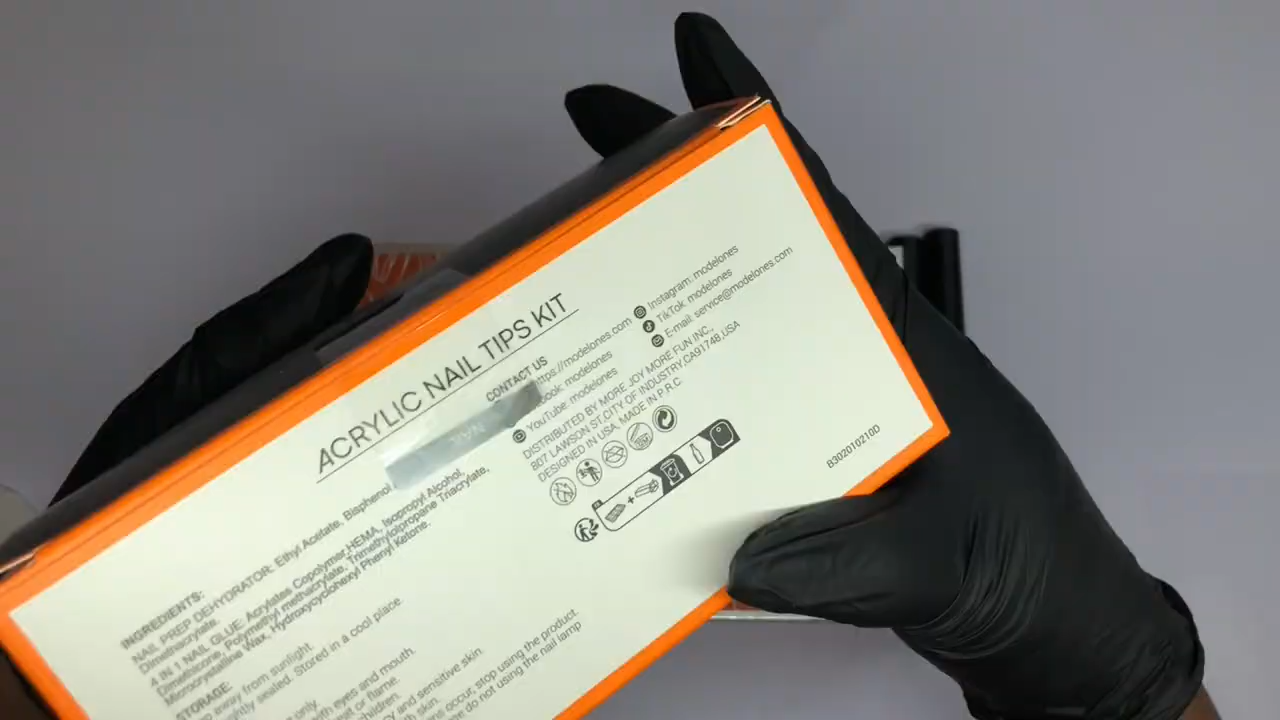 ACRYLIC NAIL TIPS KIT
INGREDIENTS:
NAIL PREP DEHYDRATOR: Ethyl Acetate, Bisphenol
Dimethacrylate.
4 IN 1 NAIL GLUE: Acrylates Copolymer, HEMA, Isopropyl Alcohol,
Dimethicone, Polymethyl methacrylate, Trimethylolpropane Triacrylate,
Microcrystalline Wax, Hydroxycyclohexyl Phenyl Ketone.
STORAGE:
away from sunlight.
sealed. Stored in a cool place.
only.
with eyes and mouth.
or flame.
children.
and sensitive skin
skin.
occur, stop using the product.
do not using the nail lamp
CONTACT US
https://modelones.com
modelones
YouTube: modelones
Instagram: modelones
TikTok: modelones
E-mail: service@modelones.com
DISTRIBUTED BY MORE JOY MORE FUN INC.,
807 LAWSON ST, CITY OF INDUSTRY, CA91748, USA
DESIGNED IN USA, MADE IN P.R.C
B302010210D